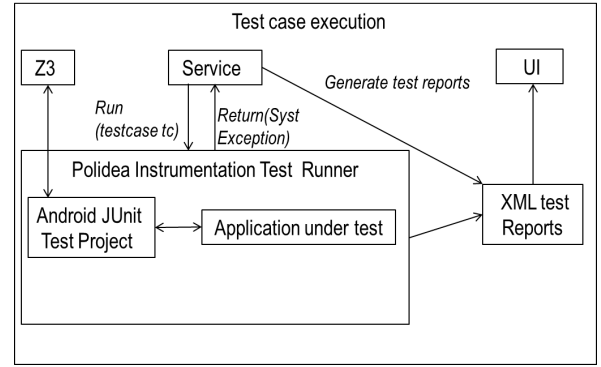 Test case execution
Z3
Service
UI
Generate test reports
Run
(testcase tc)
Return(Syst
Exception)
Polidea Instrumentation Test Runner
Android JUnit
Test Project
Application under test
XML test
Reports